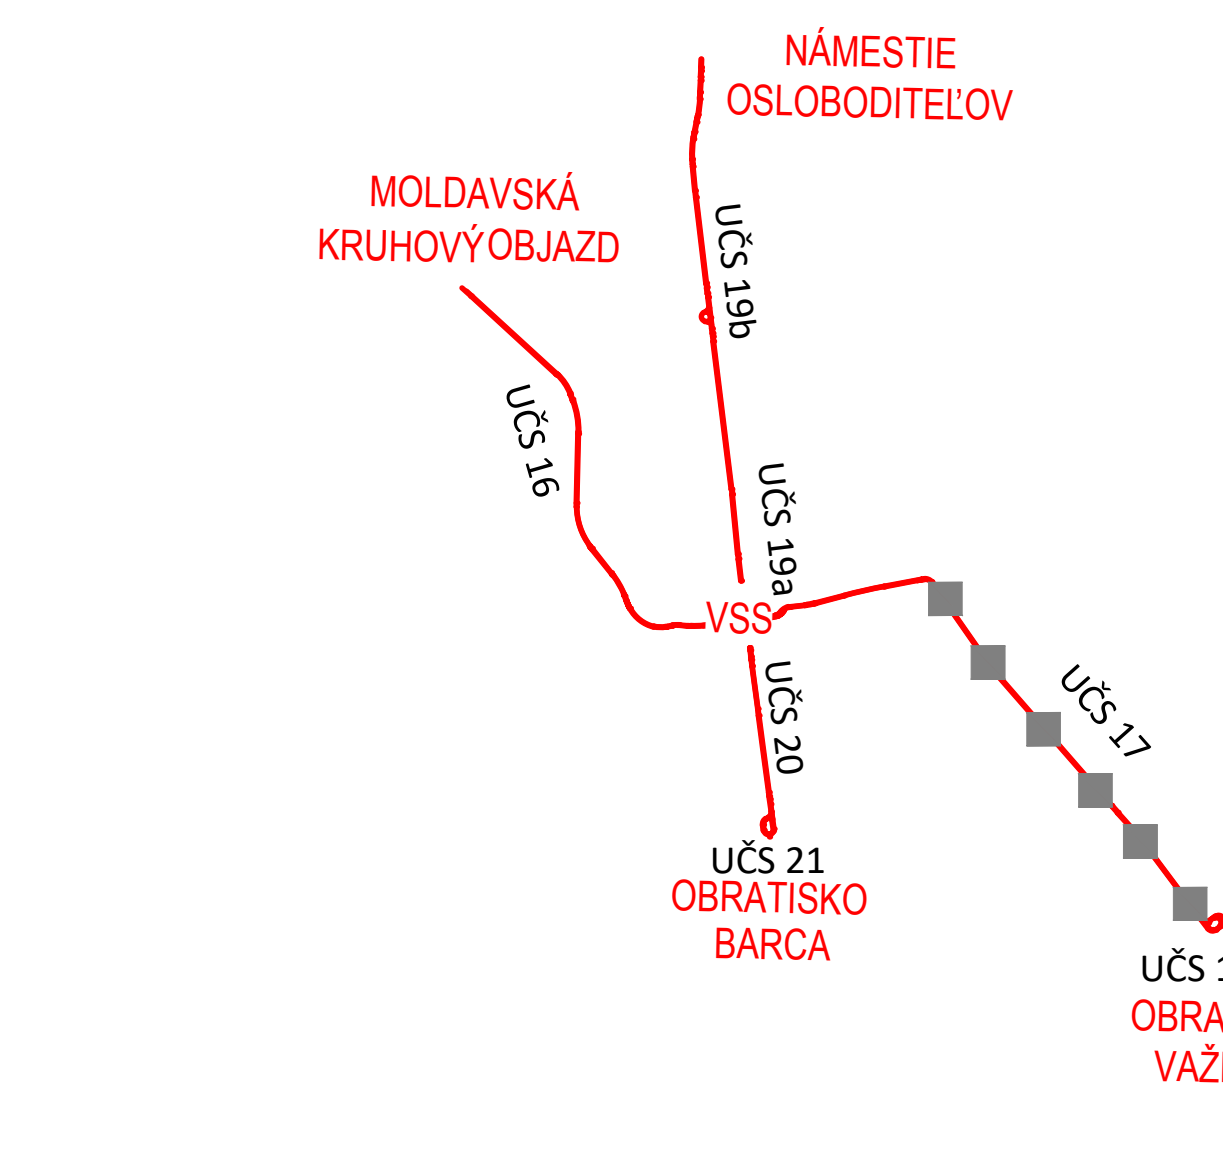 NÁMESTIE
OSLOBODITEĽOV
MOLDAVSKÁ
KRUHOVÝ OBJAZD
UČS 19b
UČS 16
UČS 19a
VSS
UČS 20
UČS 17
UČS 21
OBRATISKO
BARCA
UČS